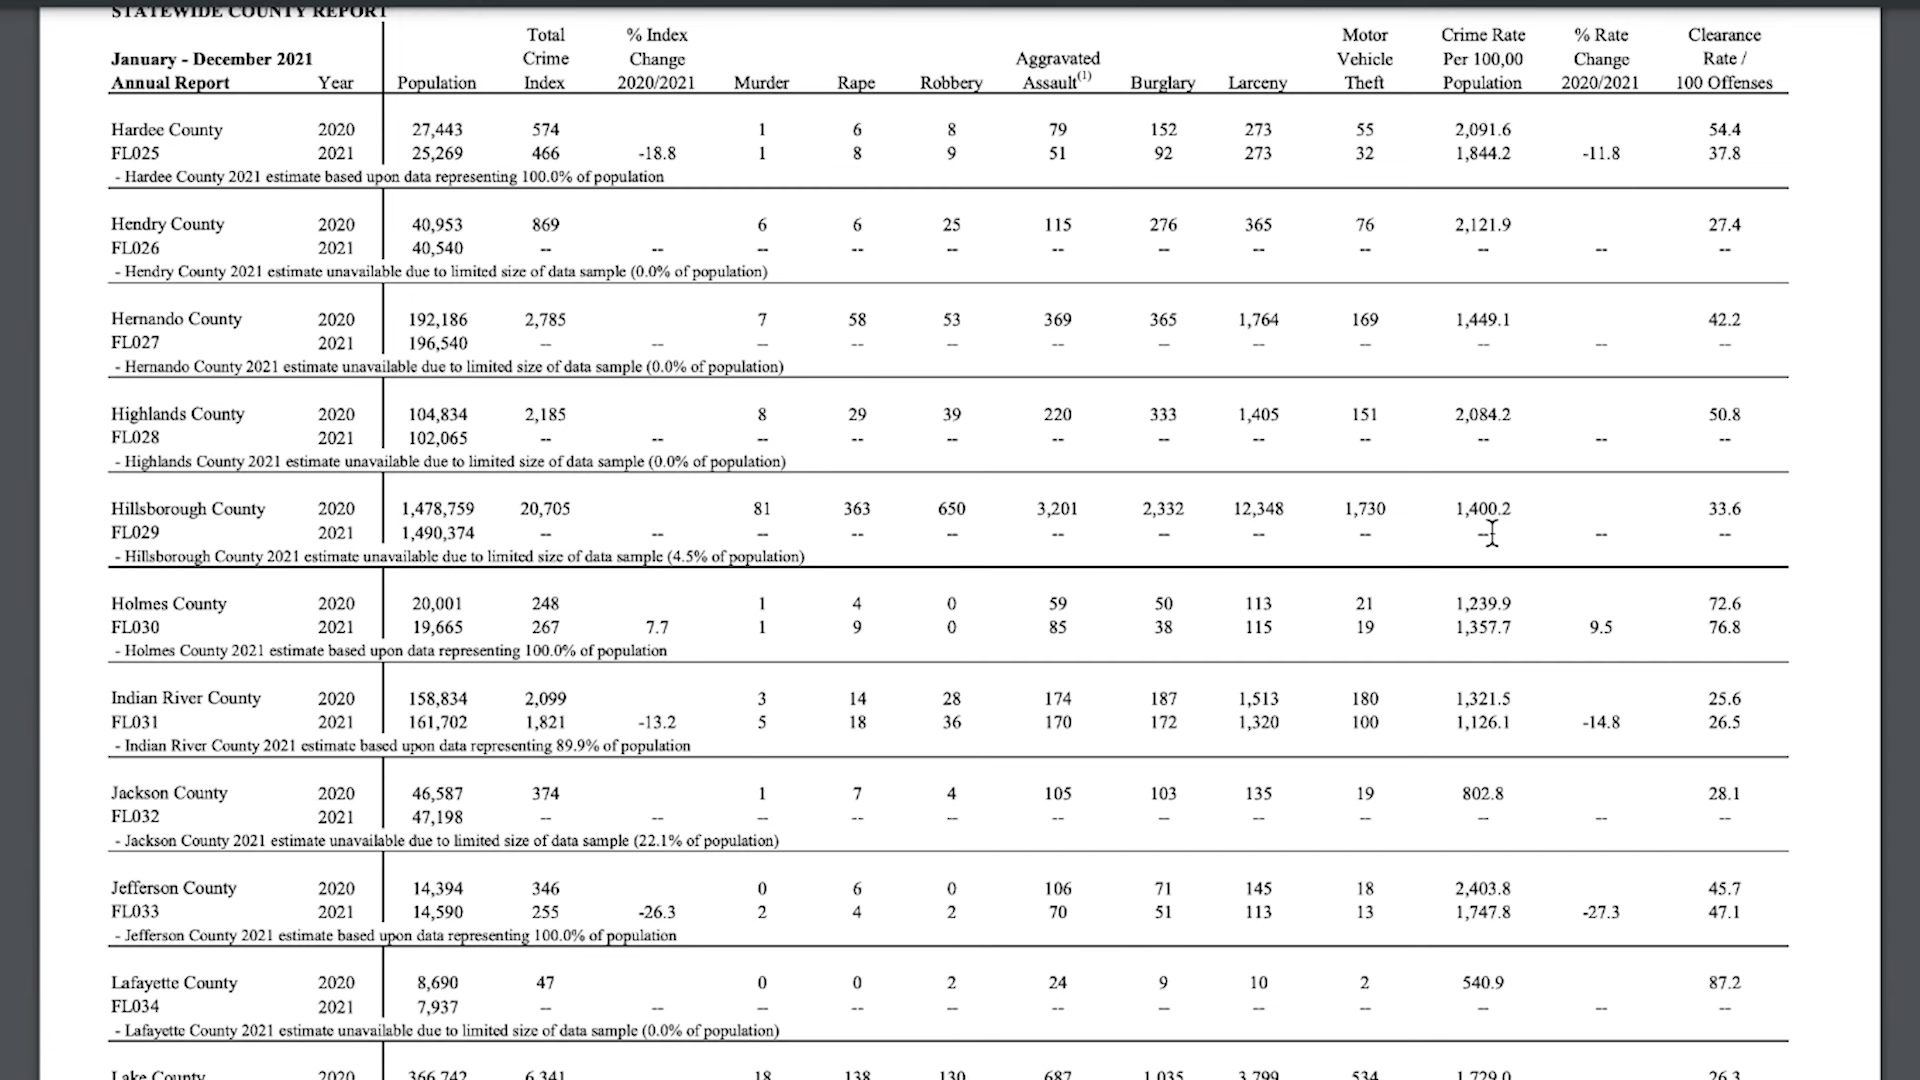 STATEWIDE COUNTY REPORT
Total % Index Motor Crime Rate % Rate Clearance
January - December 2021 Crime Change Aggravated Vehicle Per 100,00 Change Rate /
Annual Report Year Population Index 2020/2021 Murder Rape Robbery Assault(1) Burglary Larceny Theft Population 2020/2021 100 Offenses
Hardee County 2020 27,443 574 1 6 8 79 152 273 55 2,091.6 54.4
FL025 2021 25,269 466 -18.8 1 8 9 51 92 273 32 1,844.2 -11.8 37.8
- Hardee County 2021 estimate based upon data representing 100.0% of population
Hendry County 2020 40,953 869 6 6 25 115 276 365 76 2,121.9 27.4
FL026 2021 40,540 -- -- -- -- -- -- -- -- -- -- -- --
- Hendry County 2021 estimate unavailable due to limited size of data sample (0.0% of population)
Hernando County 2020 192,186 2,785 7 58 53 369 365 1,764 169 1,449.1 42.2
FL027 2021 196,540 -- -- -- -- -- -- -- -- -- -- -- --
- Hernando County 2021 estimate unavailable due to limited size of data sample (0.0% of population)
Highlands County 2020 104,834 2,185 8 29 39 220 333 1,405 151 2,084.2 50.8
FL028 2021 102,065 -- -- -- -- -- -- -- -- -- -- -- --
- Highlands County 2021 estimate unavailable due to limited size of data sample (0.0% of population)
Hillsborough County 2020 1,478,759 20,705 81 363 650 3,201 2,332 12,348 1,730 1,400.2 33.6
FL029 2021 1,490,374 -- -- -- -- -- -- -- -- -- -- -- --
- Hillsborough County 2021 estimate unavailable due to limited size of data sample (4.5% of population)
Holmes County 2020 20,001 248 1 4 0 59 50 113 21 1,239.9 72.6
FL030 2021 19,665 267 7.7 1 9 0 85 38 115 19 1,357.7 9.5 76.8
- Holmes County 2021 estimate based upon data representing 100.0% of population
Indian River County 2020 158,834 2,099 3 14 28 174 187 1,513 180 1,321.5 25.6
FL031 2021 161,702 1,821 -13.2 5 18 36 170 172 1,320 100 1,126.1 -14.8 26.5
- Indian River County 2021 estimate based upon data representing 89.9% of population
Jackson County 2020 46,587 374 1 7 4 105 103 135 19 802.8 28.1
FL032 2021 47,198 -- -- -- -- -- -- -- -- -- -- -- --
- Jackson County 2021 estimate unavailable due to limited size of data sample (22.1% of population)
Jefferson County 2020 14,394 346 0 6 0 106 71 145 18 2,403.8 45.7
FL033 2021 14,590 255 -26.3 2 4 2 70 51 113 13 1,747.8 -27.3 47.1
- Jefferson County 2021 estimate based upon data representing 100.0% of population
Lafayette County 2020 8,690 47 0 0 2 24 9 10 2 540.9 87.2
FL034 2021 7,937 -- -- -- -- -- -- -- -- -- -- -- --
- Lafayette County 2021 estimate unavailable due to limited size of data sample (0.0% of population)
Lake County 2020 366,742 6,341 18 138 130 687 1,035 3,799 534 1,729.0 26.3